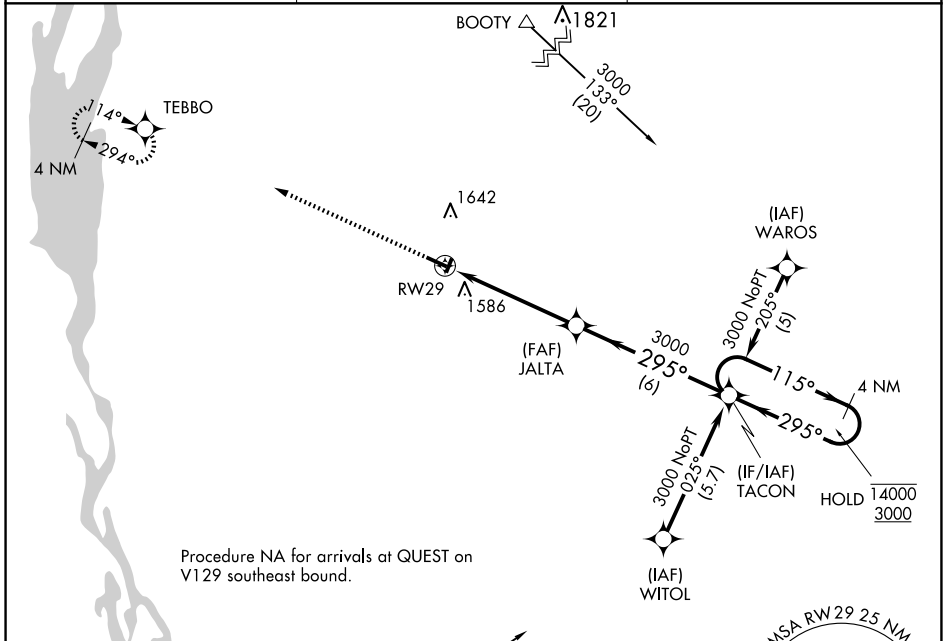 BOOTY
1821
3000
133°
(20)
TEBBO
114°
294°
4 NM
1642
RW29
1586
(FAF)
JALTA
3000
295°
(6)
(IAF)
WAROS
3000 NoPT
205°
(5)
115°
4 NM
295°
(IF/IAF)
TACON
HOLD
14000
3000
3000 NoPT
025°
(5.7)
(IAF)
WITOL
Procedure NA for arrivals at QUEST on
V129 southeast bound.
MSA RW29 25 NM